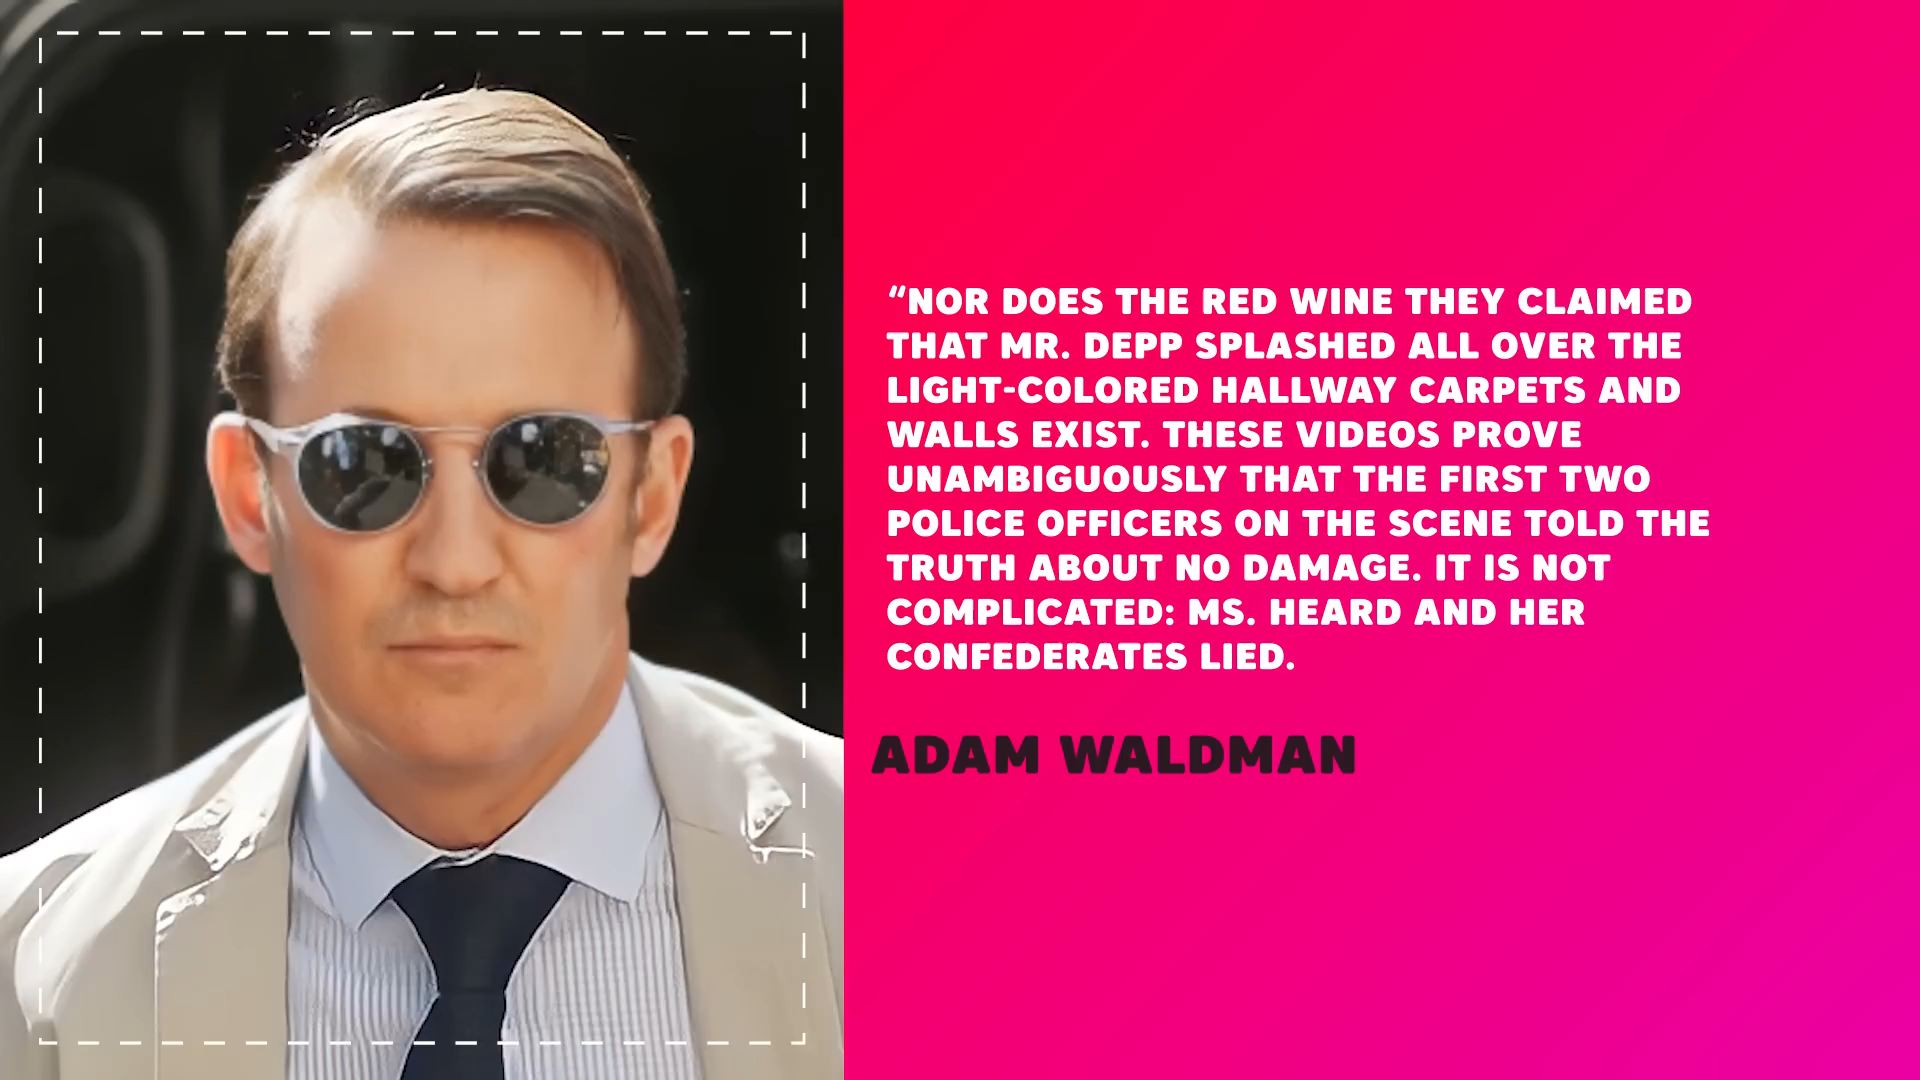 “NOR DOES THE RED WINE THEY CLAIMED
THAT MR. DEPP SPLASHED ALL OVER THE
LIGHT-COLORED HALLWAY CARPETS AND
WALLS EXIST. THESE VIDEOS PROVE
UNAMBIGUOUSLY THAT THE FIRST TWO
POLICE OFFICERS ON THE SCENE TOLD THE
TRUTH ABOUT NO DAMAGE. IT IS NOT
COMPLICATED: MS. HEARD AND HER
CONFEDERATES LIED.
ADAM WALDMAN